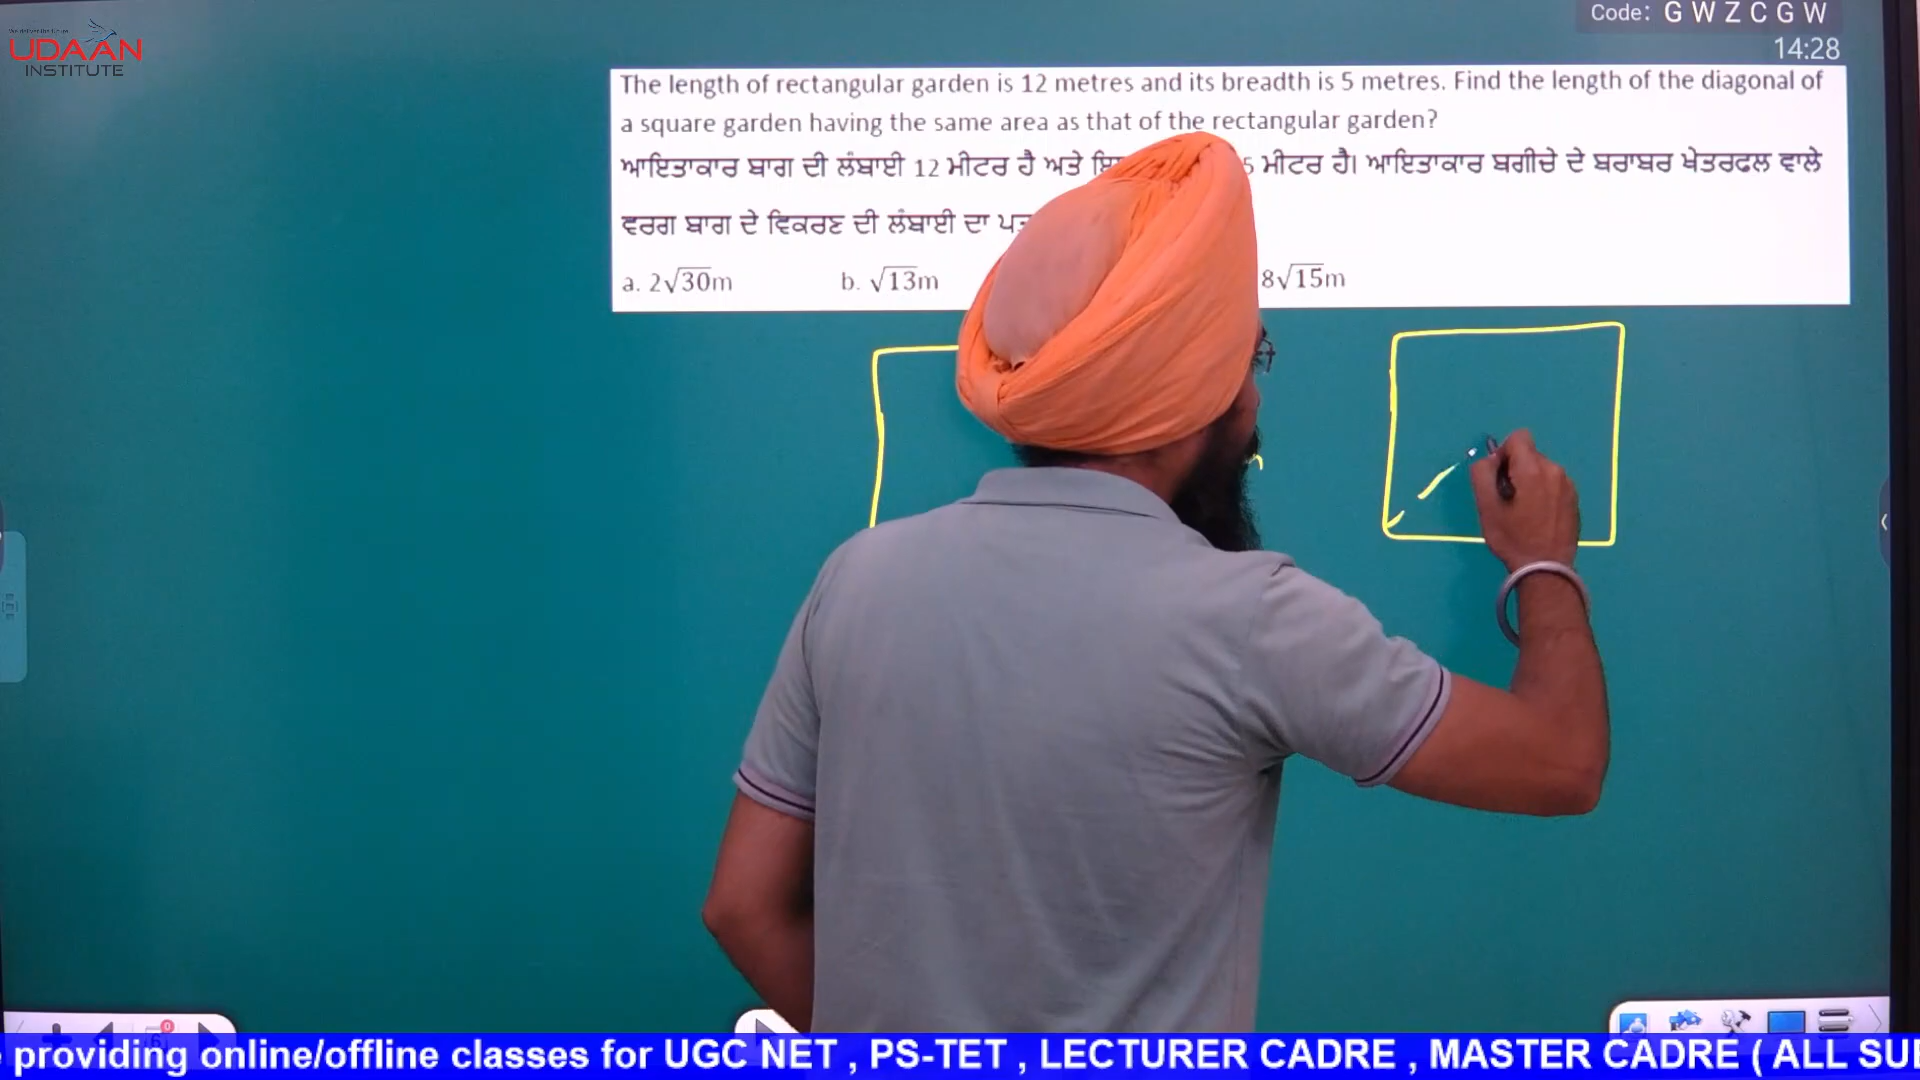 UDAAN
INSTITUTE
Code: G W Z C G W
14:28
The length of rectangular garden is 12 metres and its breadth is 5 metres. Find the length of the diagonal of
a square garden having the same area as that of the rectangular garden?
ਆਇਤਾਕਾਰ ਬਾਗ ਦੀ ਲੰਬਾਈ 12 ਮੀਟਰ ਹੈ ਅਤੇ 5 ਮੀਟਰ ਹੈ। ਆਇਤਾਕਾਰ ਬਗੀਚੇ ਦੇ ਬਰਾਬਰ ਖੇਤਰਫਲ ਵਾਲੇ
ਵਰਗ ਬਾਗ ਦੇ ਵਿਕਰਣ ਦੀ ਲੰਬਾਈ ਦਾ
a. 2√30m b. √13m 8√15m
providing online/offline classes for UGC NET , PS-TET , LECTURER CADRE , MASTER CADRE ( ALL